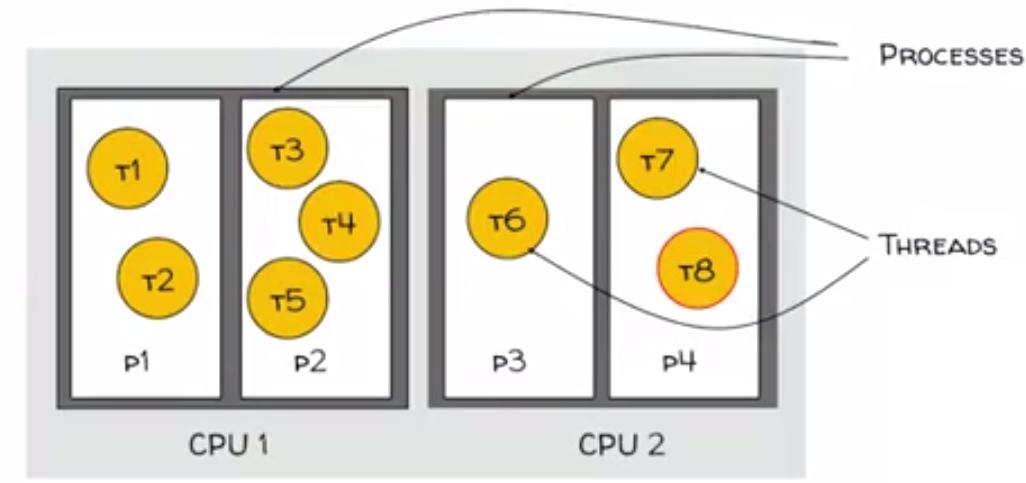 PROCESSES
T1
T2
P1
T3
T4
T5
P2
T6
P3
T7
T8
P4
THREADS
CPU 1
CPU 2